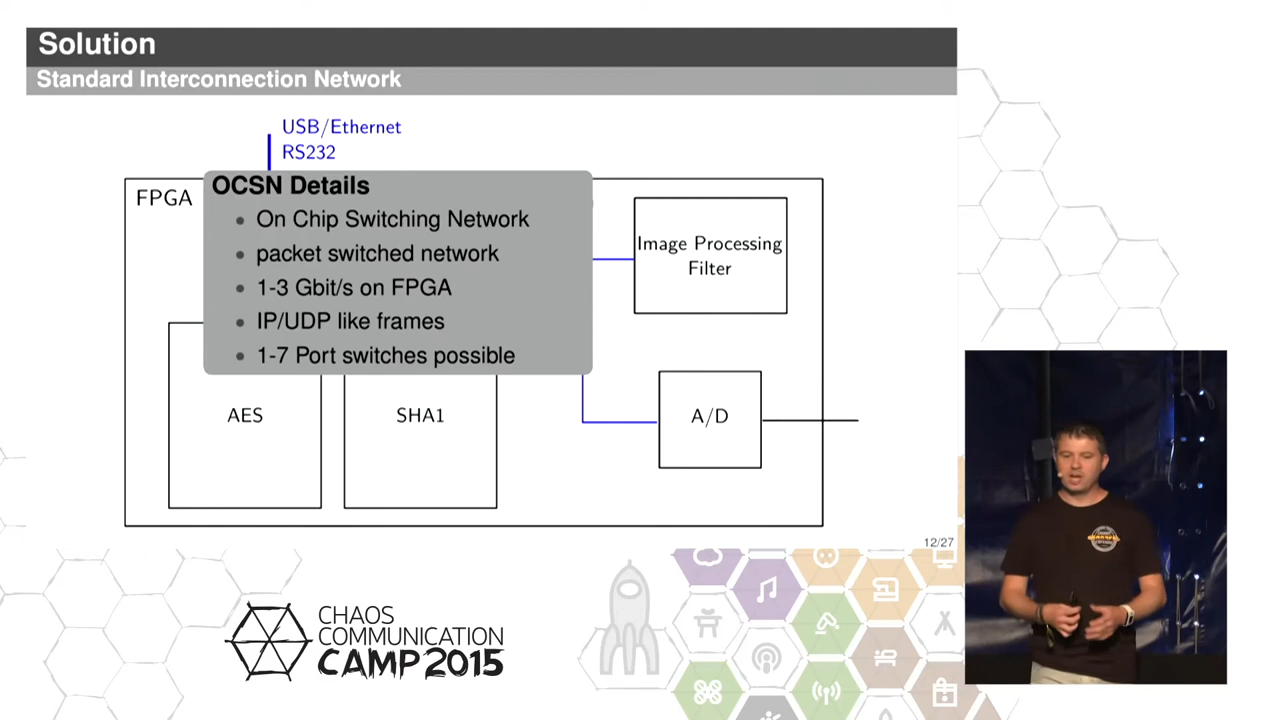 Solution
Standard Interconnection Network
USB/Ethernet
RS232
FPGA
OCSN Details
On Chip Switching Network
packet switched network
1-3 Gbit/s on FPGA
IP/UDP like frames
1-7 Port switches possible
Image Processing
Filter
AES
SHA1
A/D
12/27
CHAOS
COMMUNICATION
CAMP 2015